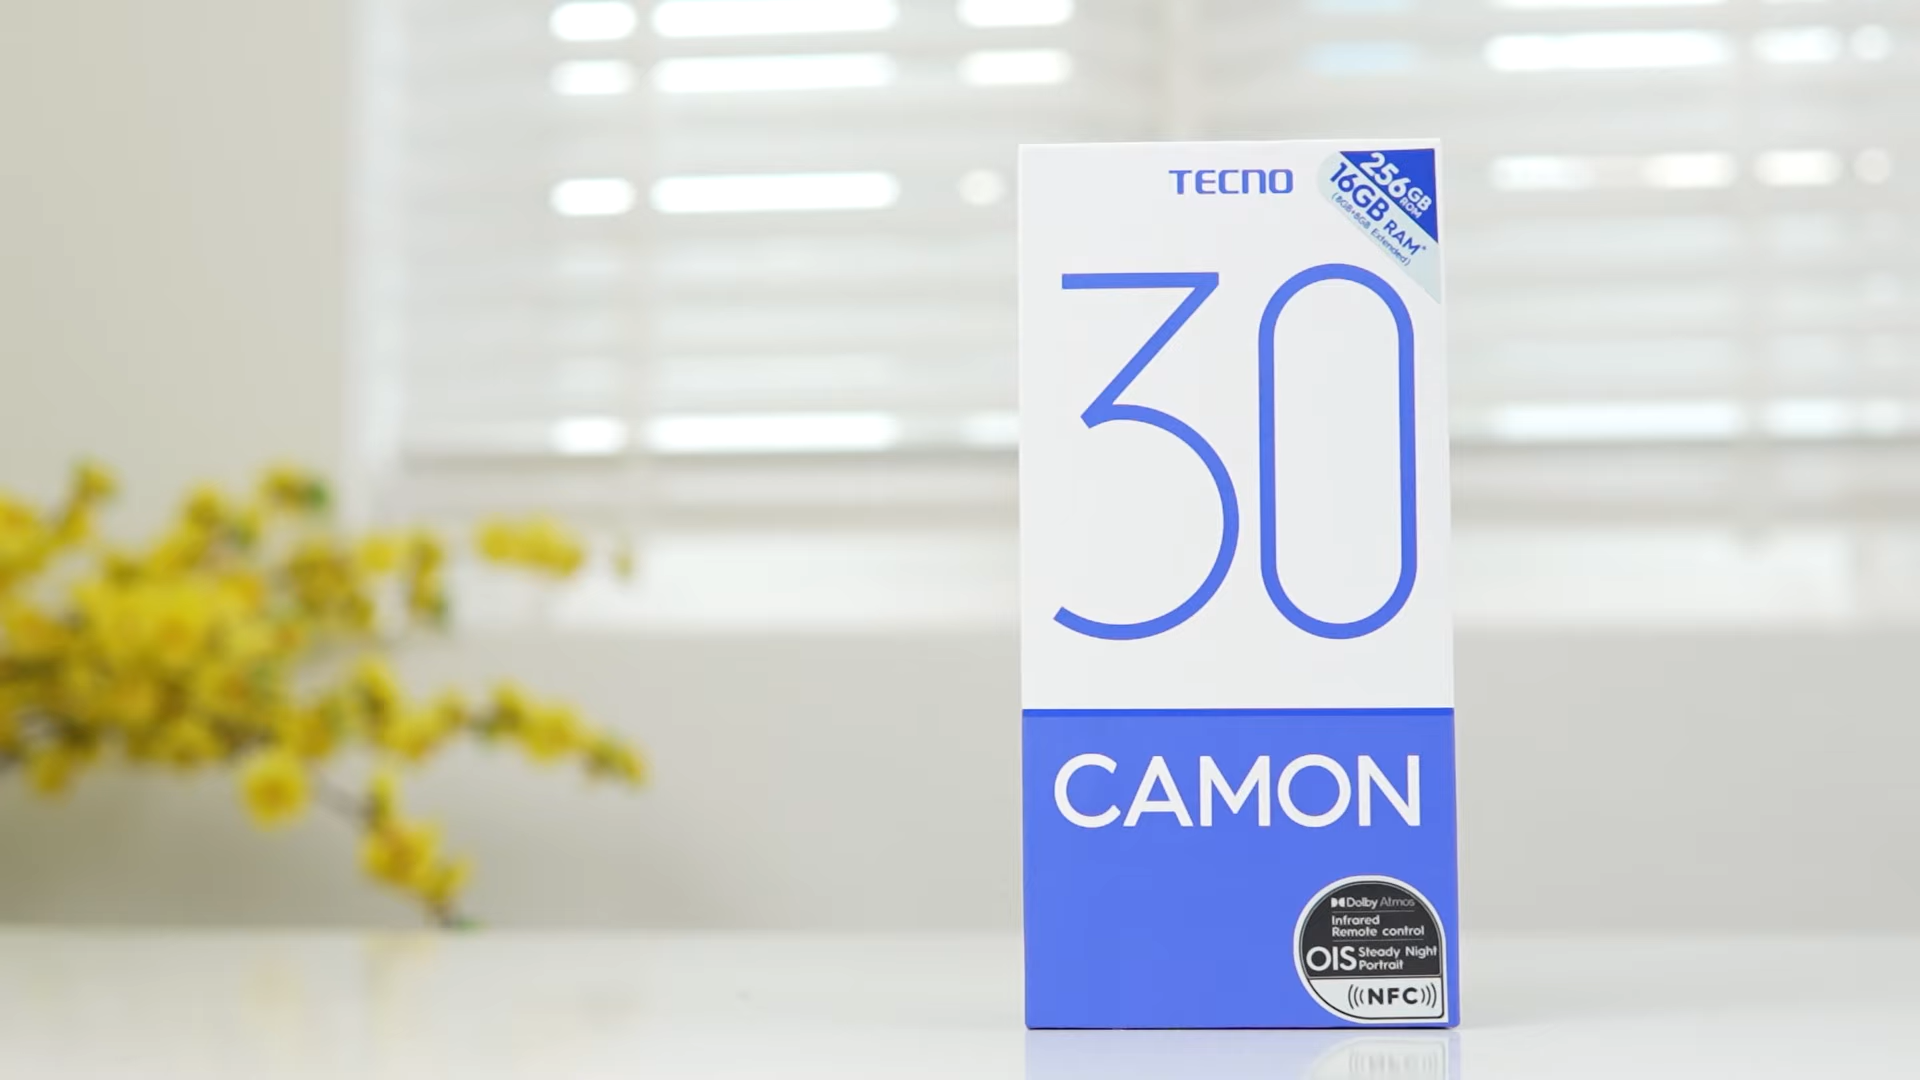 TECNO
256GB ROM
16GB RAM*
(8GB+8GB Extended)
30
CAMON
Dolby Atmos
Infrared
Remote control
OIS Steady Night
Portrait
NFC